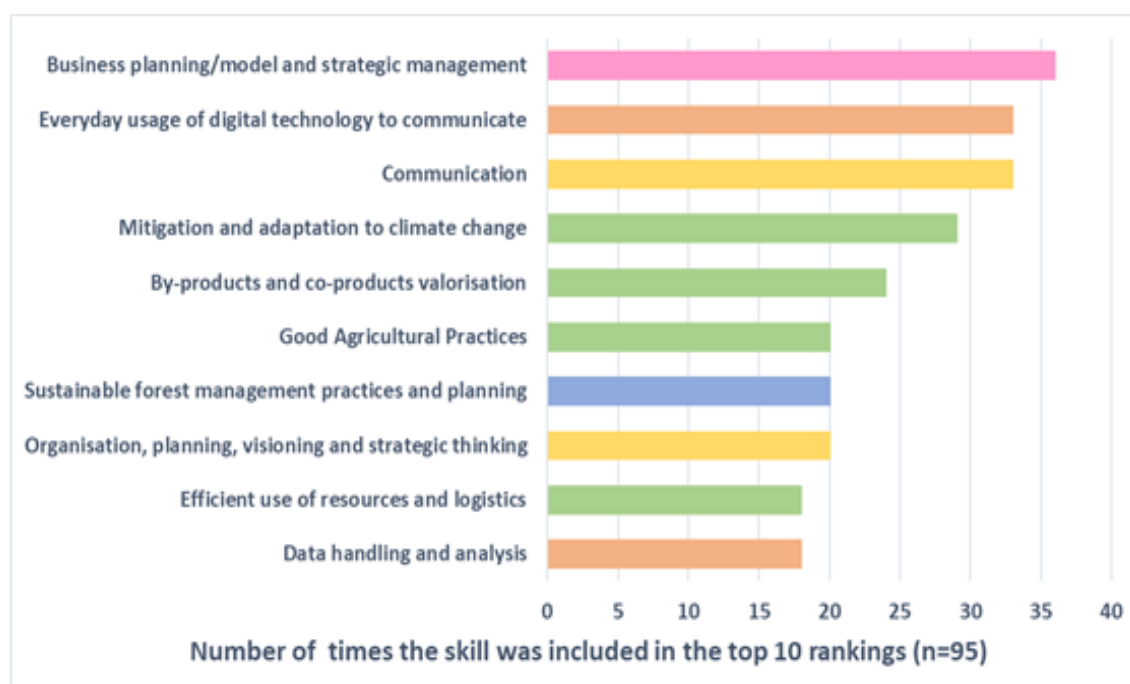 Business planning/model and strategic management
Everyday usage of digital technology to communicate
Communication
Mitigation and adaptation to climate change
By-products and co-products valorisation
Good Agricultural Practices
Sustainable forest management practices and planning
Organisation, planning, visioning and strategic thinking
Efficient use of resources and logistics
Data handling and analysis
0 5 10 15 20 25 30 35 40
Number of times the skill was included in the top 10 rankings (n=95)